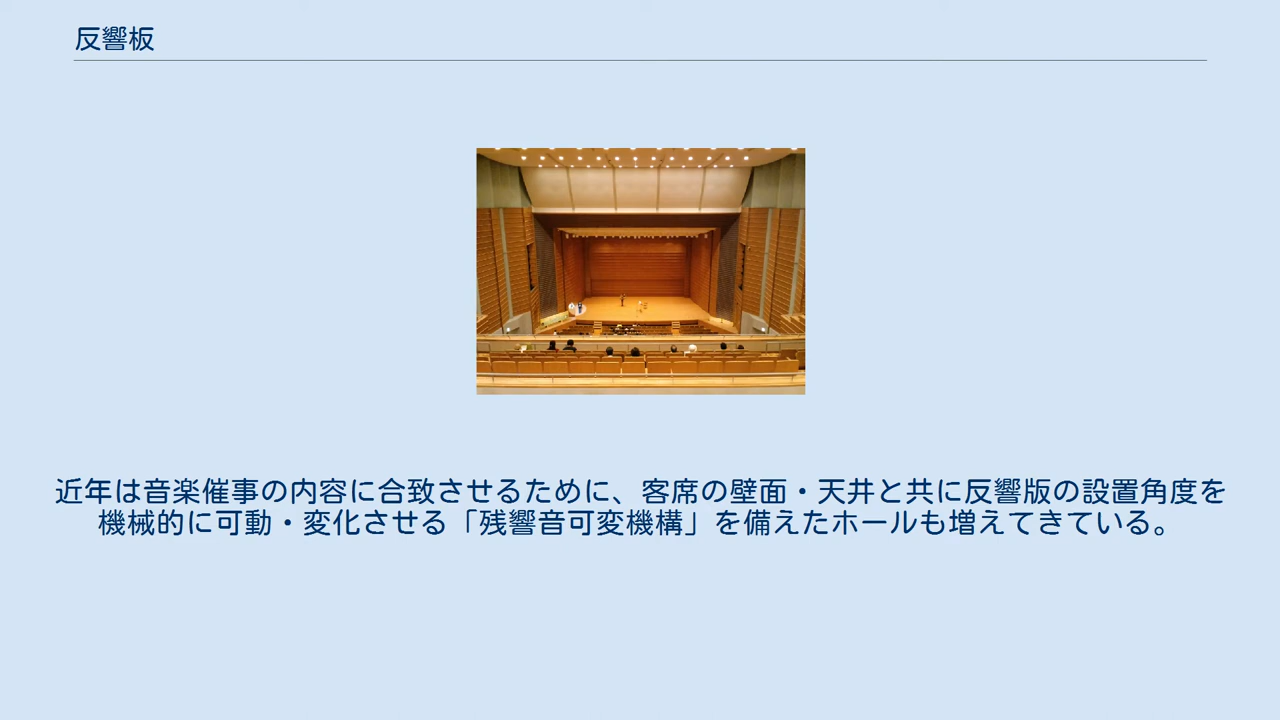 反響板
近年は音楽催事の内容に合致させるために、客席の壁面・天井と共に反響版の設置角度を
機械的に可動・変化させる「残響音可変機構」を備えたホールも増えてきている。